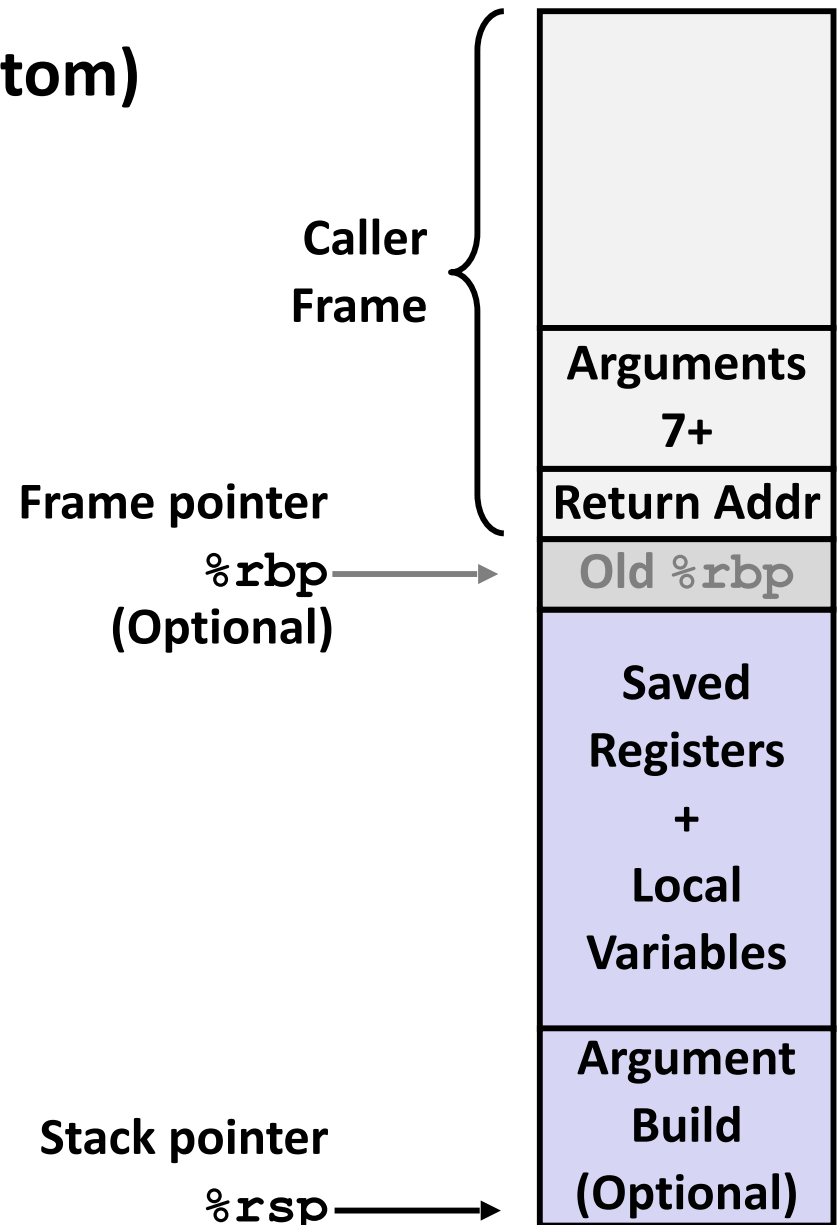 tom)
Caller
Frame
Arguments
7+
Frame pointer
%rbp
(Optional)
Return Addr
Old %rbp
Saved
Registers
+
Local
Variables
Argument
Build
(Optional)
Stack pointer
%rsp